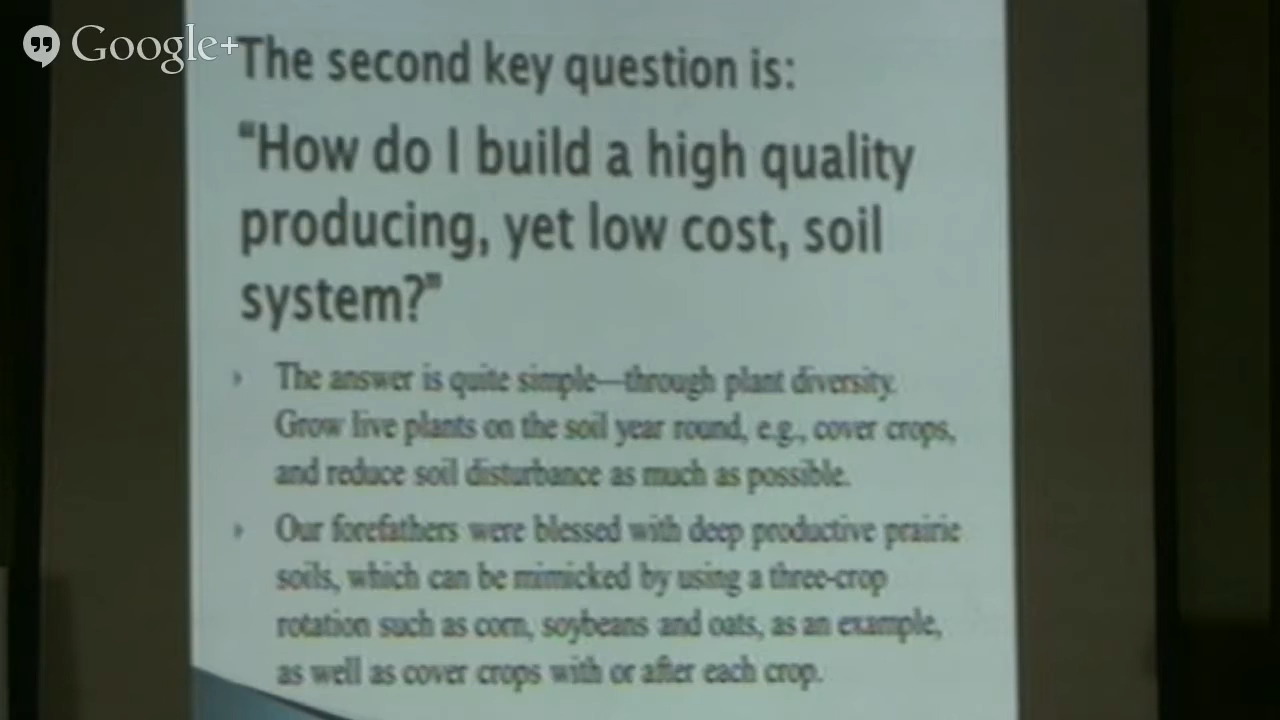 Google+
The second key question is:
“How do I build a high quality
producing, yet low cost, soil
system?”
The answer is quite simple—through plant diversity.
Grow live plants on the soil year round, e.g., cover crops,
and reduce soil disturbance as much as possible.
Our forefathers were blessed with deep productive prairie
soils, which can be mimicked by using a three-crop
rotation such as corn, soybeans and oats, as an example,
as well as cover crops with or after each crop.